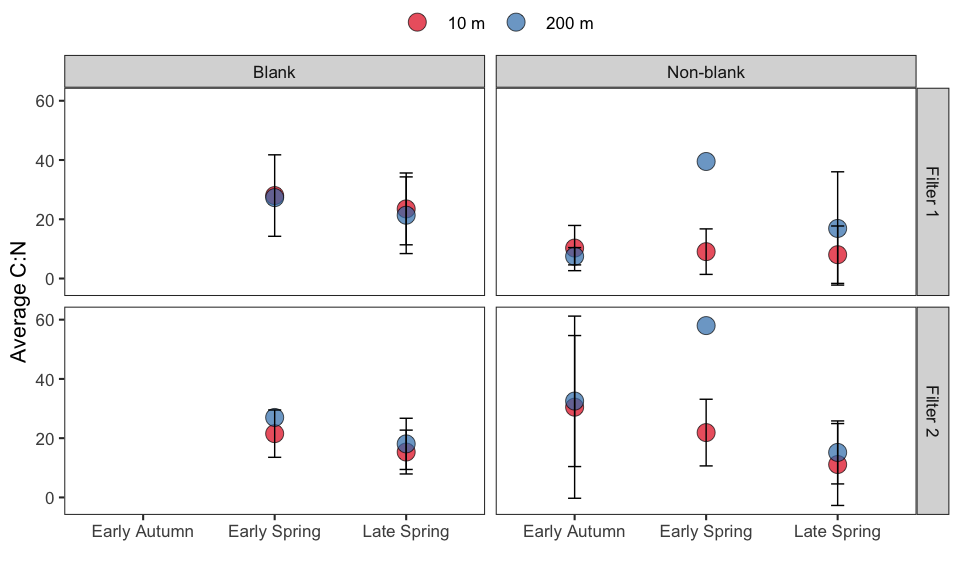 10 m 200 m
Blank Non-blank
60
40
20
0
Filter 1
Average C:N
60
40
20
0
Filter 2
Early Autumn Early Spring Late Spring Early Autumn Early Spring Late Spring